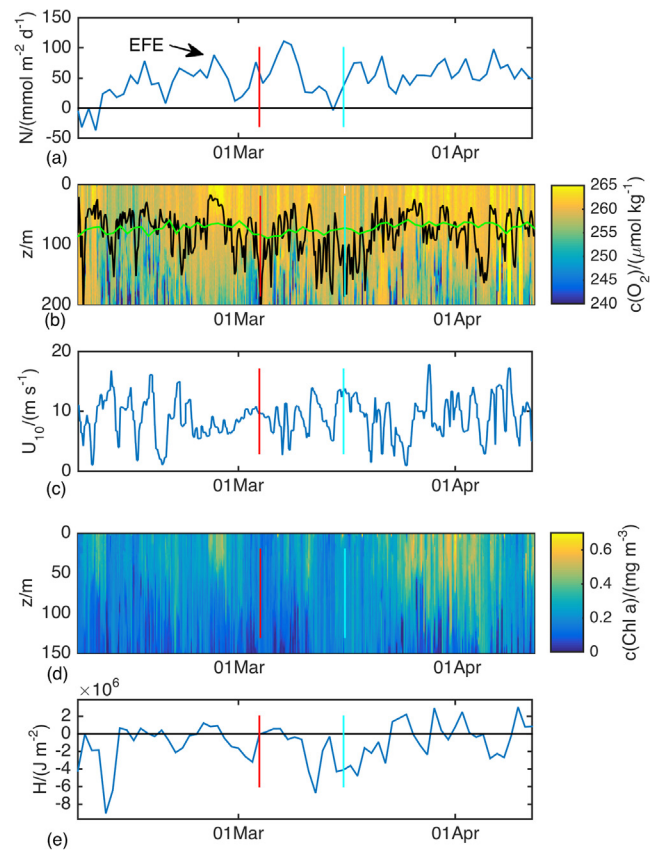 150
100
50
0
-50
N/(mmol m-2 d-1)
EFE
01Mar
01Apr
(a)
0
100
200
z/m
01Mar
01Apr
(b)
265
260
255
250
245
240
c(O2)/(μmol kg-1)
20
10
0
U10/(m s-1)
01Mar
01Apr
(c)
0
50
100
150
z/m
01Mar
01Apr
(d)
0.6
0.4
0.2
0
c(Chl a)/(mg m-3)
×10^6
2
0
-2
-4
-6
-8
H/(J m-2)
01Mar
01Apr
(e)